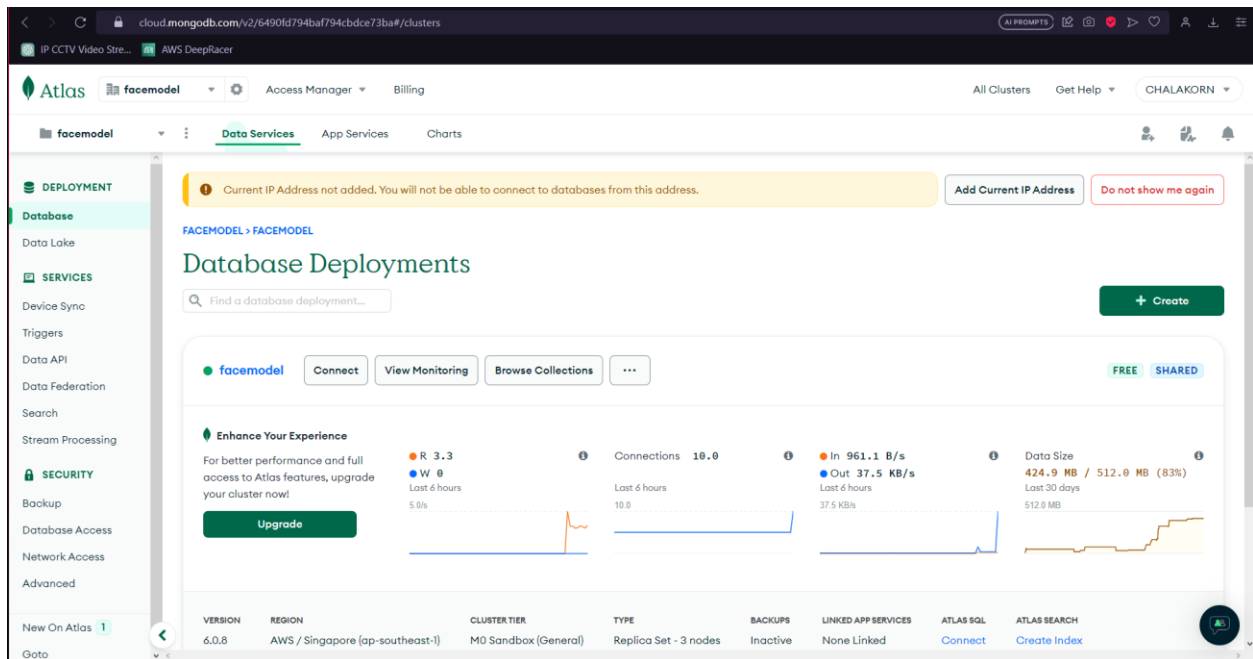 cloud.mongodb.com/v2/6490fd794baf794cbdce73ba#/clusters
AI PROMPTS
IP CCTV Video Stre...
AWS DeepRacer
Atlas
facemodel
Access Manager
Billing
All Clusters
Get Help
CHALAKORN
facemodel
Data Services
App Services
Charts
DEPLOYMENT
Database
Data Lake
SERVICES
Device Sync
Triggers
Data API
Data Federation
Search
Stream Processing
SECURITY
Backup
Database Access
Network Access
Advanced
New On Atlas 1
Goto
Current IP Address not added. You will not be able to connect to databases from this address.
Add Current IP Address
Do not show me again
FACEMODEL > FACEMODEL
Database Deployments
Find a database deployment...
+ Create
facemodel
Connect
View Monitoring
Browse Collections
...
FREE
SHARED
Enhance Your Experience
For better performance and full
access to Atlas features, upgrade
your cluster now!
Upgrade
R 3.3
W 0
Last 6 hours
5.0/s
Connections 10.0
Last 6 hours
10.0
In 961.1 B/s
Out 37.5 KB/s
Last 6 hours
37.5 KB/s
Data Size
424.9 MB / 512.0 MB (83%)
Last 30 days
512.0 MB
VERSION
6.0.8
REGION
AWS / Singapore (ap-southeast-1)
CLUSTER TIER
M0 Sandbox (General)
TYPE
Replica Set - 3 nodes
BACKUPS
Inactive
LINKED APP SERVICES
None Linked
ATLAS SQL
Connect
ATLAS SEARCH
Create Index